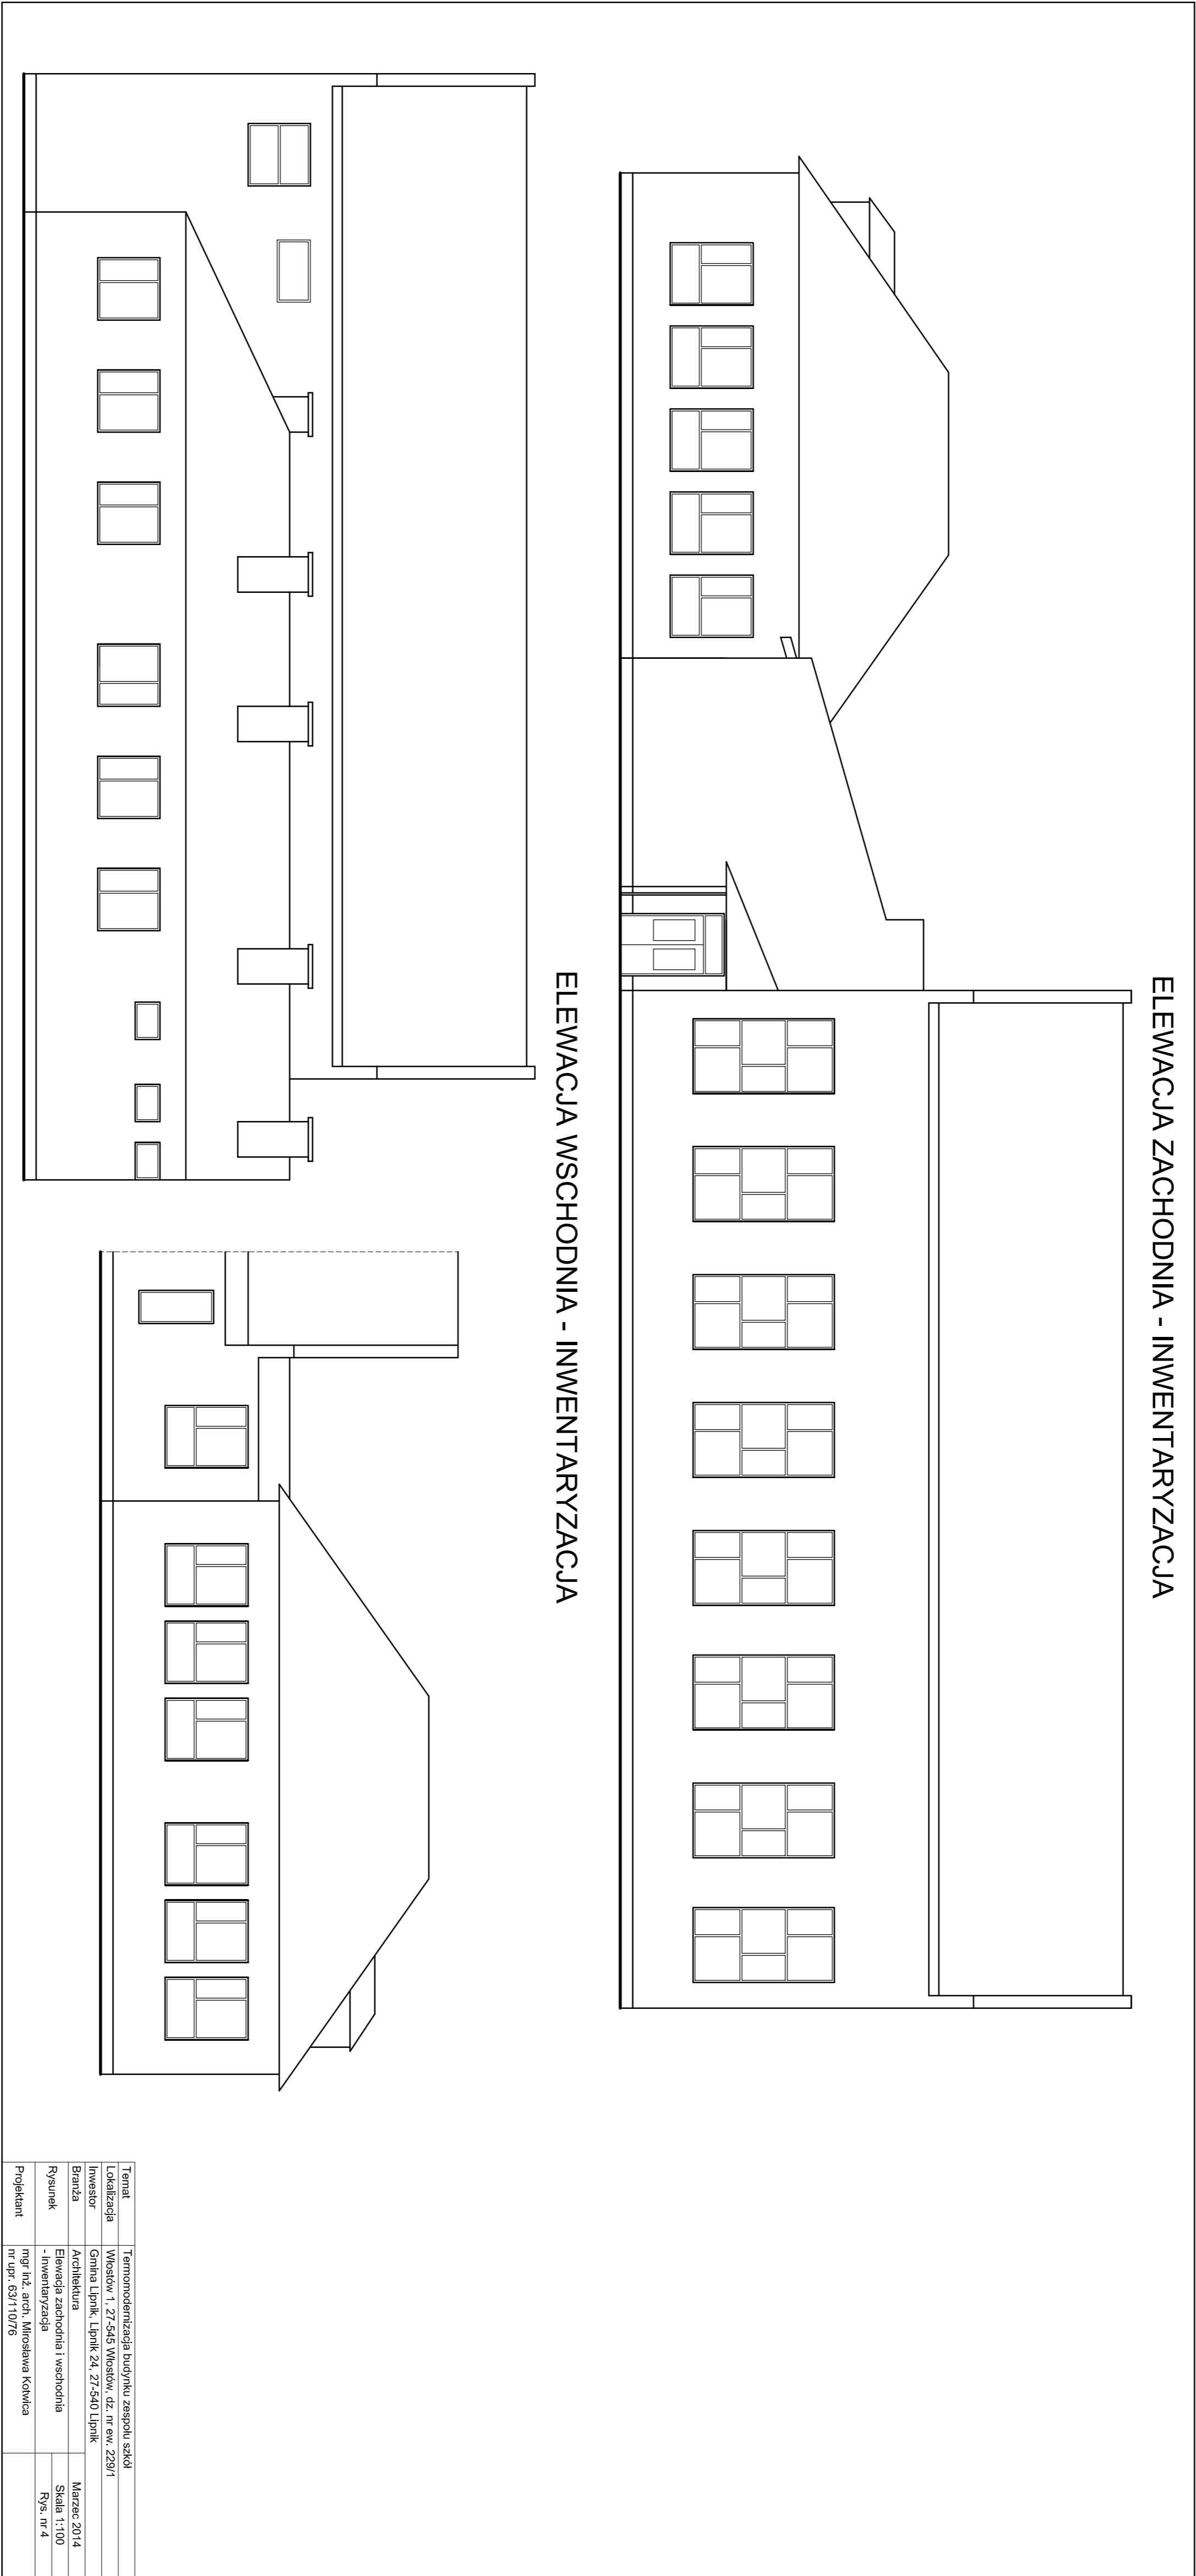 ELEWACJA ZACHODNIA - INWENTARYZACJA
ELEWACJA WSCHODNIA - INWENTARYZACJA
Temat Termomodernizacja budynku zespołu szkół
Lokalizacja Włostów 1, 27-545 Włostów, dz. nr ew. 229/1
Inwestor Gmina Lipnik, Lipnik 24, 27-540 Lipnik
Branża Architektura Marzec 2014
Rysunek Elewacja zachodnia i wschodnia Skala 1:100
- inwentaryzacja Rys. nr 4
Projektant mgr inż. arch. Mirosława Kotwica
nr upr. 63/110/76